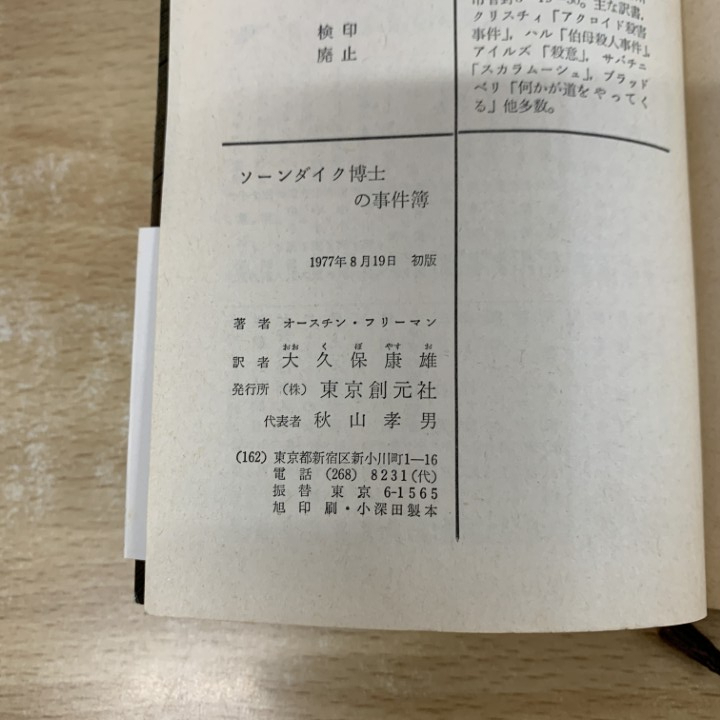 検印
廃止
クリスティ「アクロイド殺害
事件」，ハル「伯母殺人事件」，
アイルズ「殺意」，サバチニ
「スカラムーシュ」，ブラッド
ベリ「何かが道をやってく
る」他多数。
ソーンダイク博士
の事件簿
1977年8月19日 初版
著者 オースチン・フリーマン
おお く ぼ やす お
訳者 大久保康雄
発行所 (株) 東京創元社
代表者 秋山孝男
(162) 東京都新宿区新小川町1―16
電話 (268) 8231(代)
振替 東京 6-1565
旭印刷・小深田製本